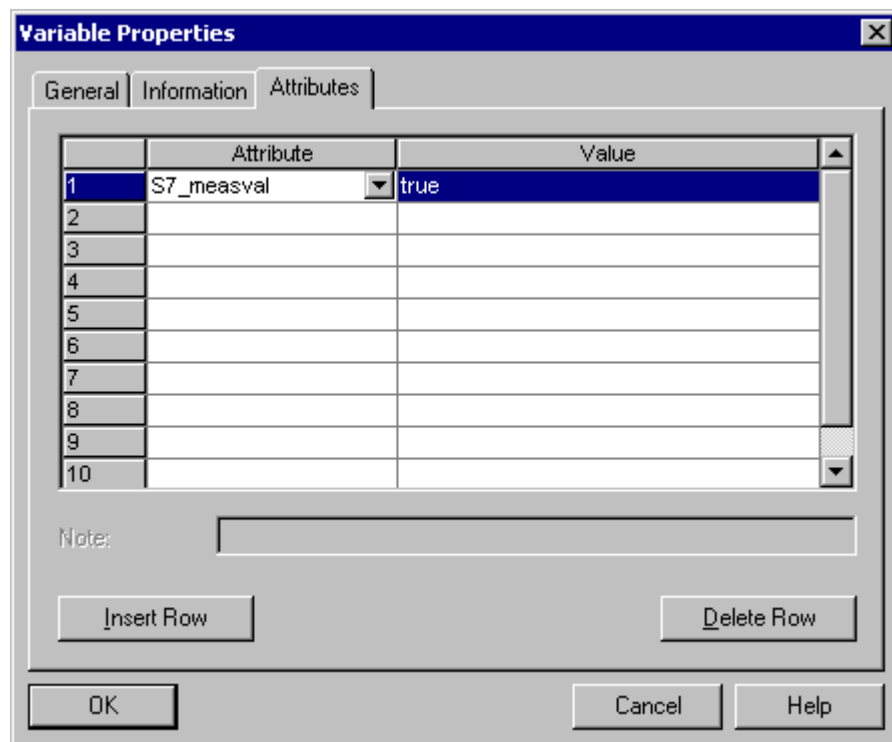 Variable Properties
General Information Attributes
Attribute Value
1 S7_measval true
2
3
4
5
6
7
8
9
10
Note:
Insert Row Delete Row
OK Cancel Help